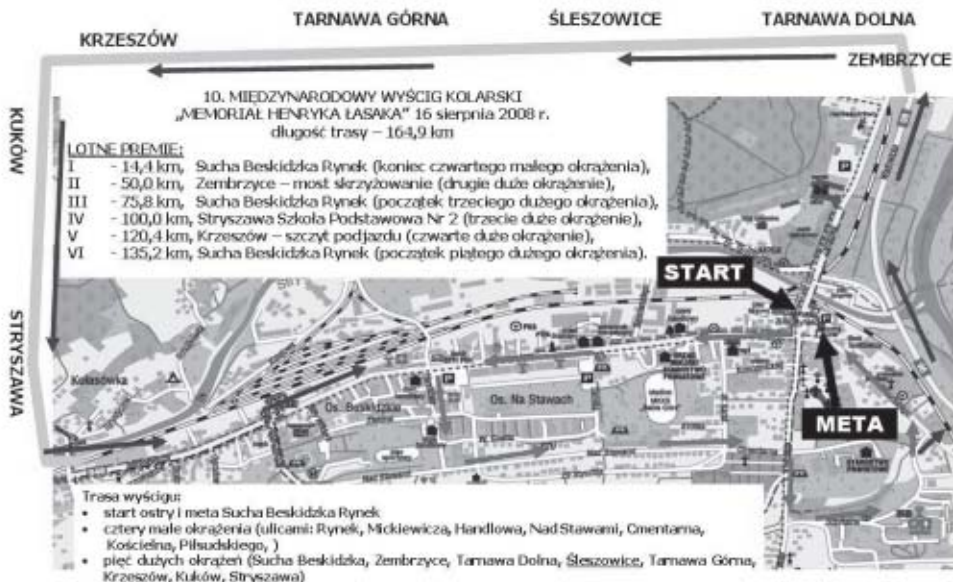 TARNAWA GÓRNA
ŚLESZOWICE
TARNAWA DOLNA
KRZESZÓW
ZEMBRZYCE
10. MIĘDZYNARODOWY WYŚCIG KOLARSKI
„MEMORIAŁ HENRYKA ŁASAKA” 16 sierpnia 2008 r.
długość trasy – 164,9 km
KUKÓW
LOTNE PREMIE:
I - 14,4 km, Sucha Beskidzka Rynek (koniec czwartego małego okrążenia),
II - 50,0 km, Zembrzyce – most skrzyżowanie (drugie duże okrążenie),
III - 75,8 km, Sucha Beskidzka Rynek (początek trzeciego dużego okrążenia),
IV - 100,0 km, Stryszawa Szkoła Podstawowa Nr 2 (trzecie duże okrążenie),
V - 120,4 km, Krzeszów – szczyt podjazdu (czwarte duże okrążenie),
VI - 135,2 km, Sucha Beskidzka Rynek (początek piątego dużego okrążenia).
START
STRYSZAWA
Kolasówka
Os. Beskidzkie
Os. Na Stawach
META
Trasa wyścigu:
• start ostry i meta Sucha Beskidzka Rynek
• cztery małe okrążenia (ulicami: Rynek, Mickiewicza, Handlowa, Nad Stawami, Cmentarna,
Kościelna, Piłsudskiego, )
• pięć dużych okrążeń (Sucha Beskidzka, Zembrzyce, Tarnawa Dolna, Śleszowice, Tarnawa Górna,
Krzeszów, Kuków, Stryszawa)